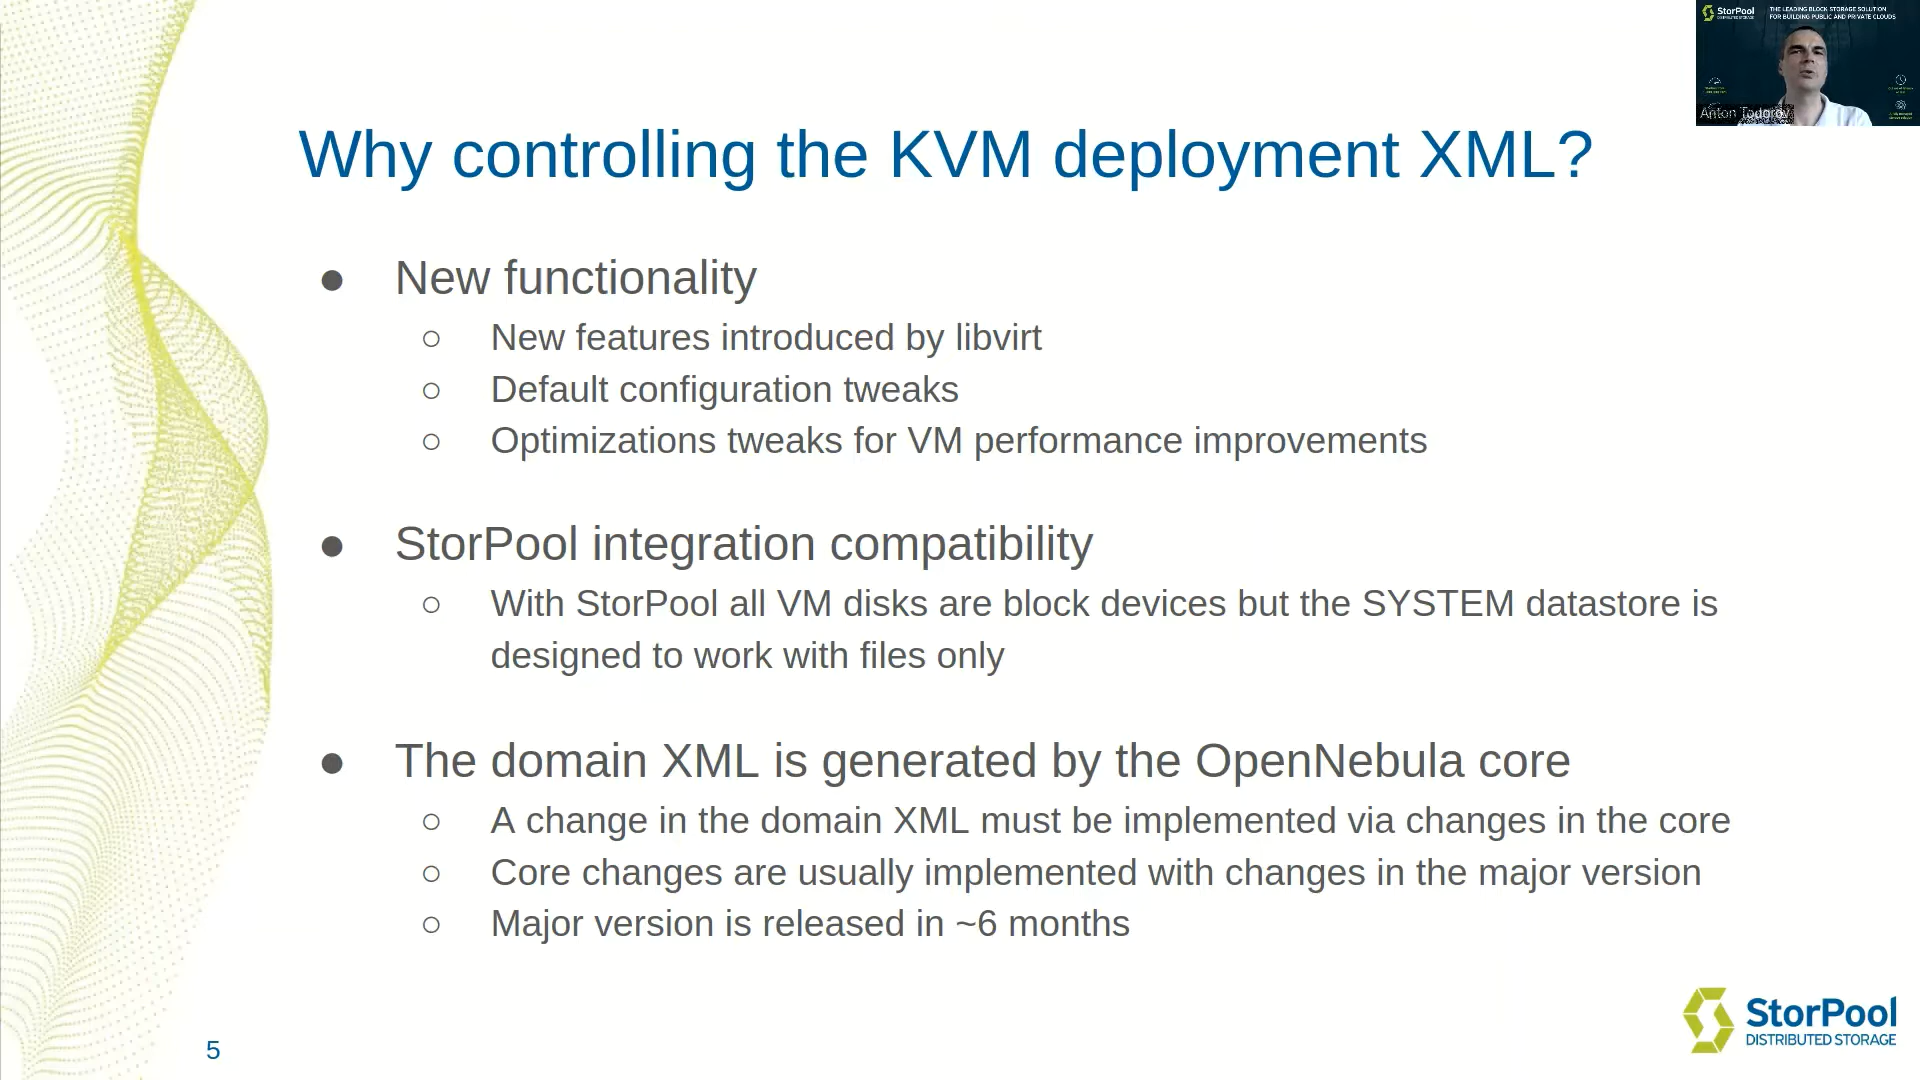 StorPool
DISTRIBUTED STORAGE
THE LEADING BLOCK STORAGE SOLUTION
FOR BUILDING PUBLIC AND PRIVATE CLOUDS
Anton Todorov
Why controlling the KVM deployment XML?
● New functionality
○ New features introduced by libvirt
○ Default configuration tweaks
○ Optimizations tweaks for VM performance improvements
● StorPool integration compatibility
○ With StorPool all VM disks are block devices but the SYSTEM datastore is
designed to work with files only
● The domain XML is generated by the OpenNebula core
○ A change in the domain XML must be implemented via changes in the core
○ Core changes are usually implemented with changes in the major version
○ Major version is released in ~6 months
5
StorPool
DISTRIBUTED STORAGE